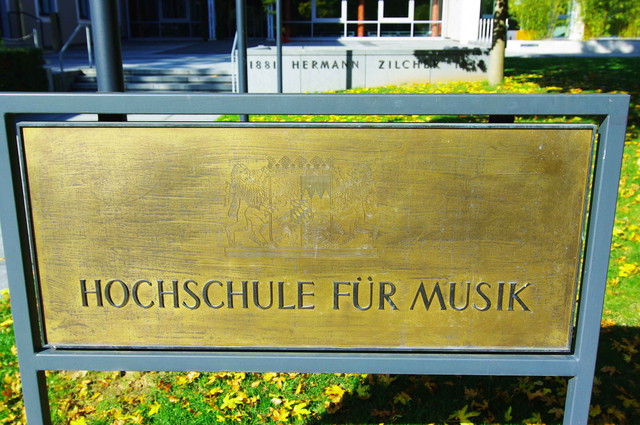 1881 HERMANN ZILCHER
HOCHSCHULE FÜR MUSIK